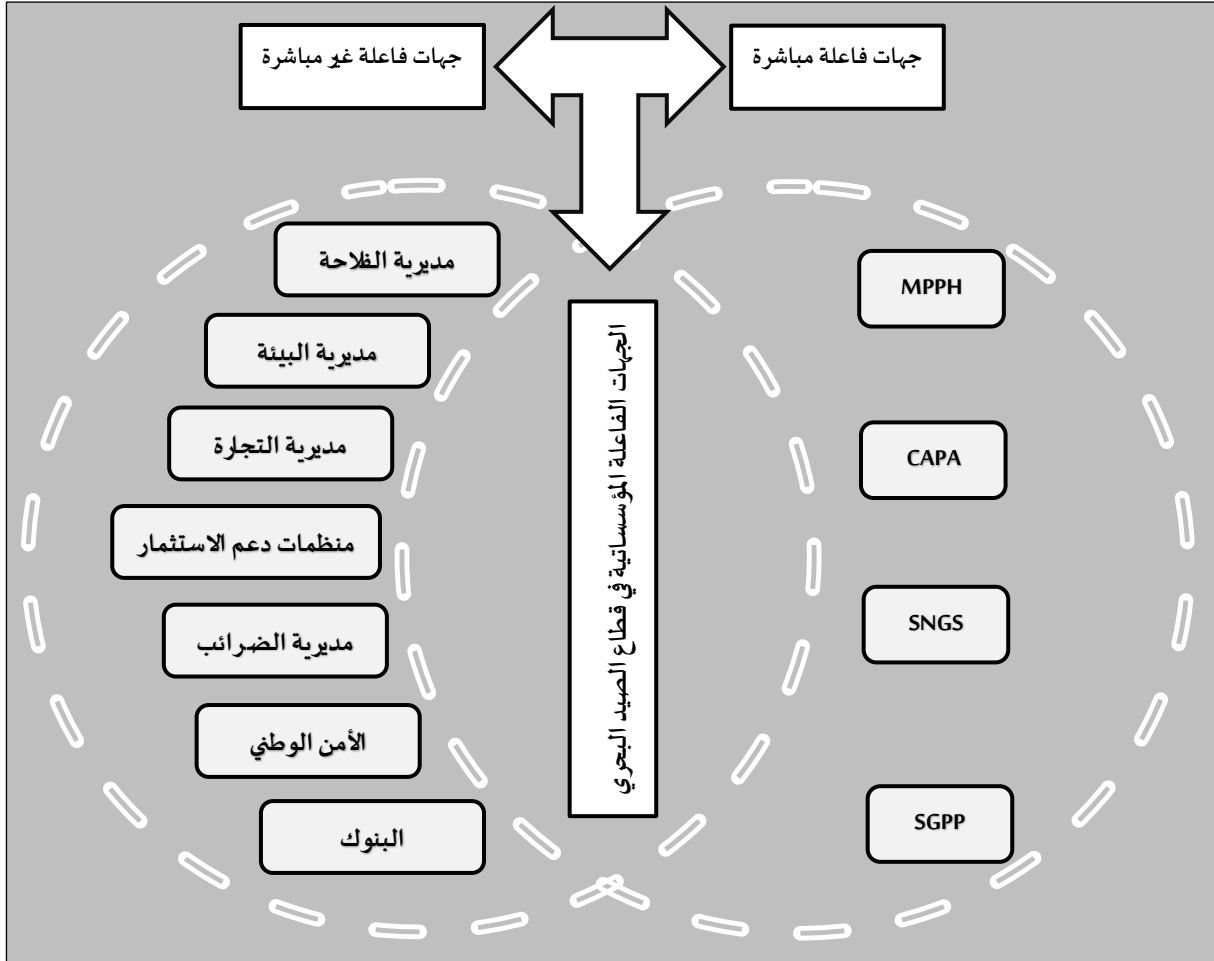 جهات فاعلة مباشرة
جهات فاعلة غير مباشرة
الجهات الفاعلة المؤسساتية في قطاع الصيد البحري
MPPH
CAPA
SNGS
SGPP
مديرية الفلاحة
مديرية البيئة
مديرية التجارة
منظمات دعم الاستثمار
مديرية الضرائب
الأمن الوطني
البنوك